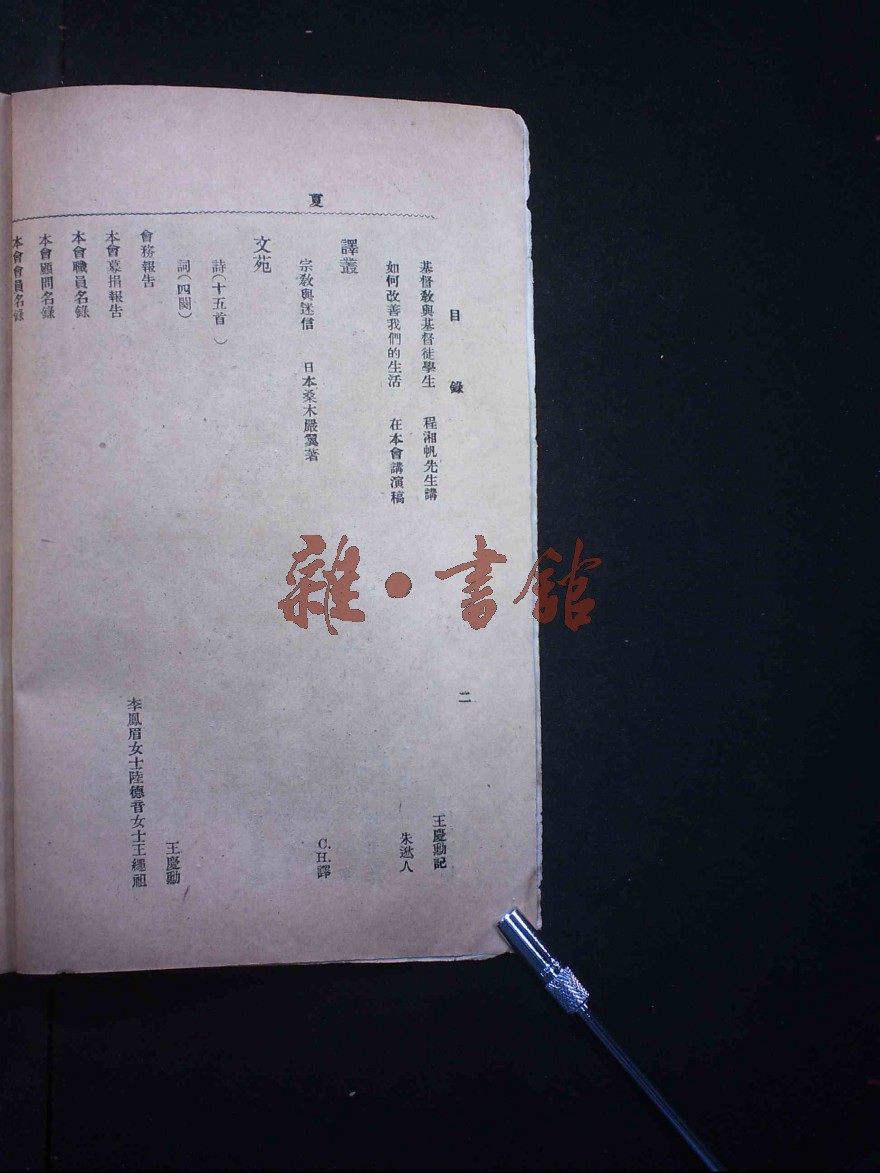 夏
目錄 二
基督教與基督徒學生 程湘帆先生講 王慶勳記
如何改善我們的生活 在本會講演稿 朱逖人
譯叢
宗教與迷信 日本桑木嚴翼著 C.H.譯
文苑
詩(十五首)
詞(四闋)
會務報告 王慶勳
本會募捐報告 李鳳眉女士陸德音女士王繩祖
本會職員名錄
本會顧問名錄
本會會員名錄
雜·書館